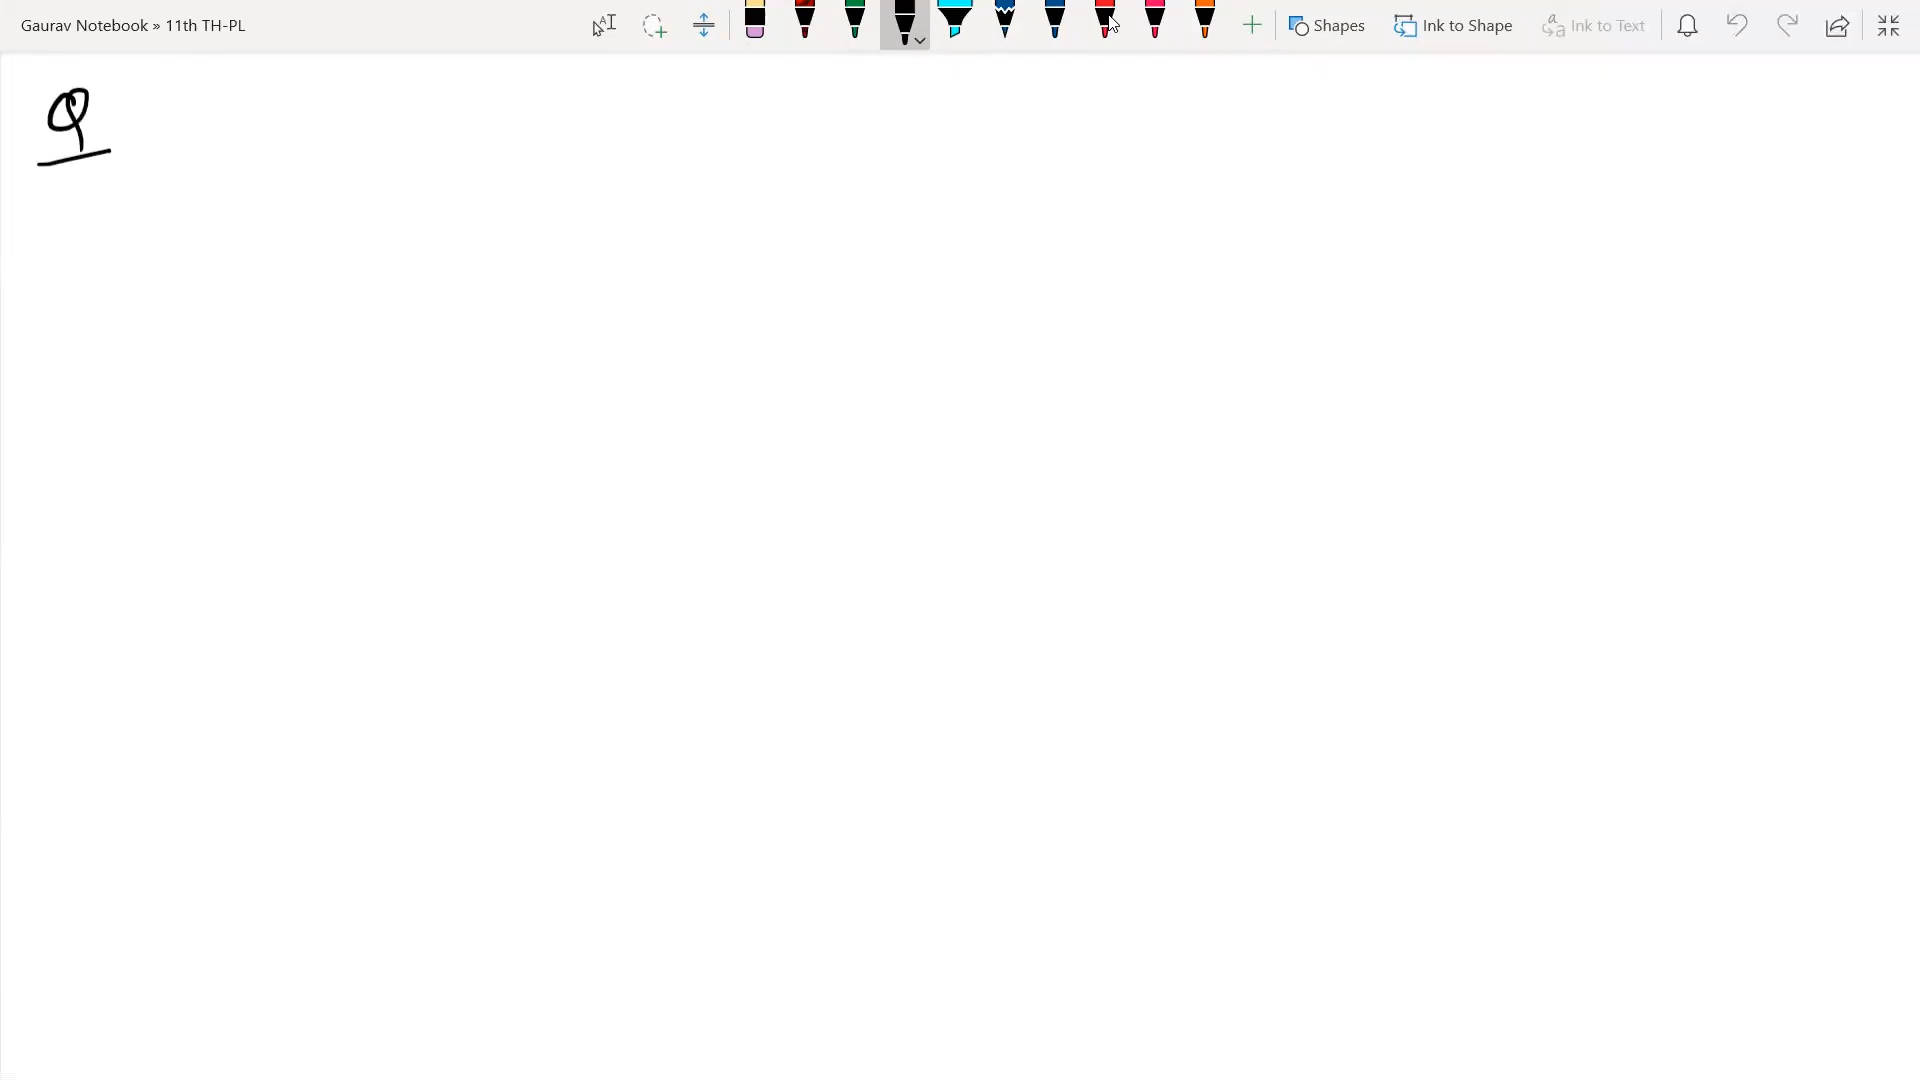 Gaurav Notebook » 11th TH-PL
Shapes
Ink to Shape
Ink to Text
Q